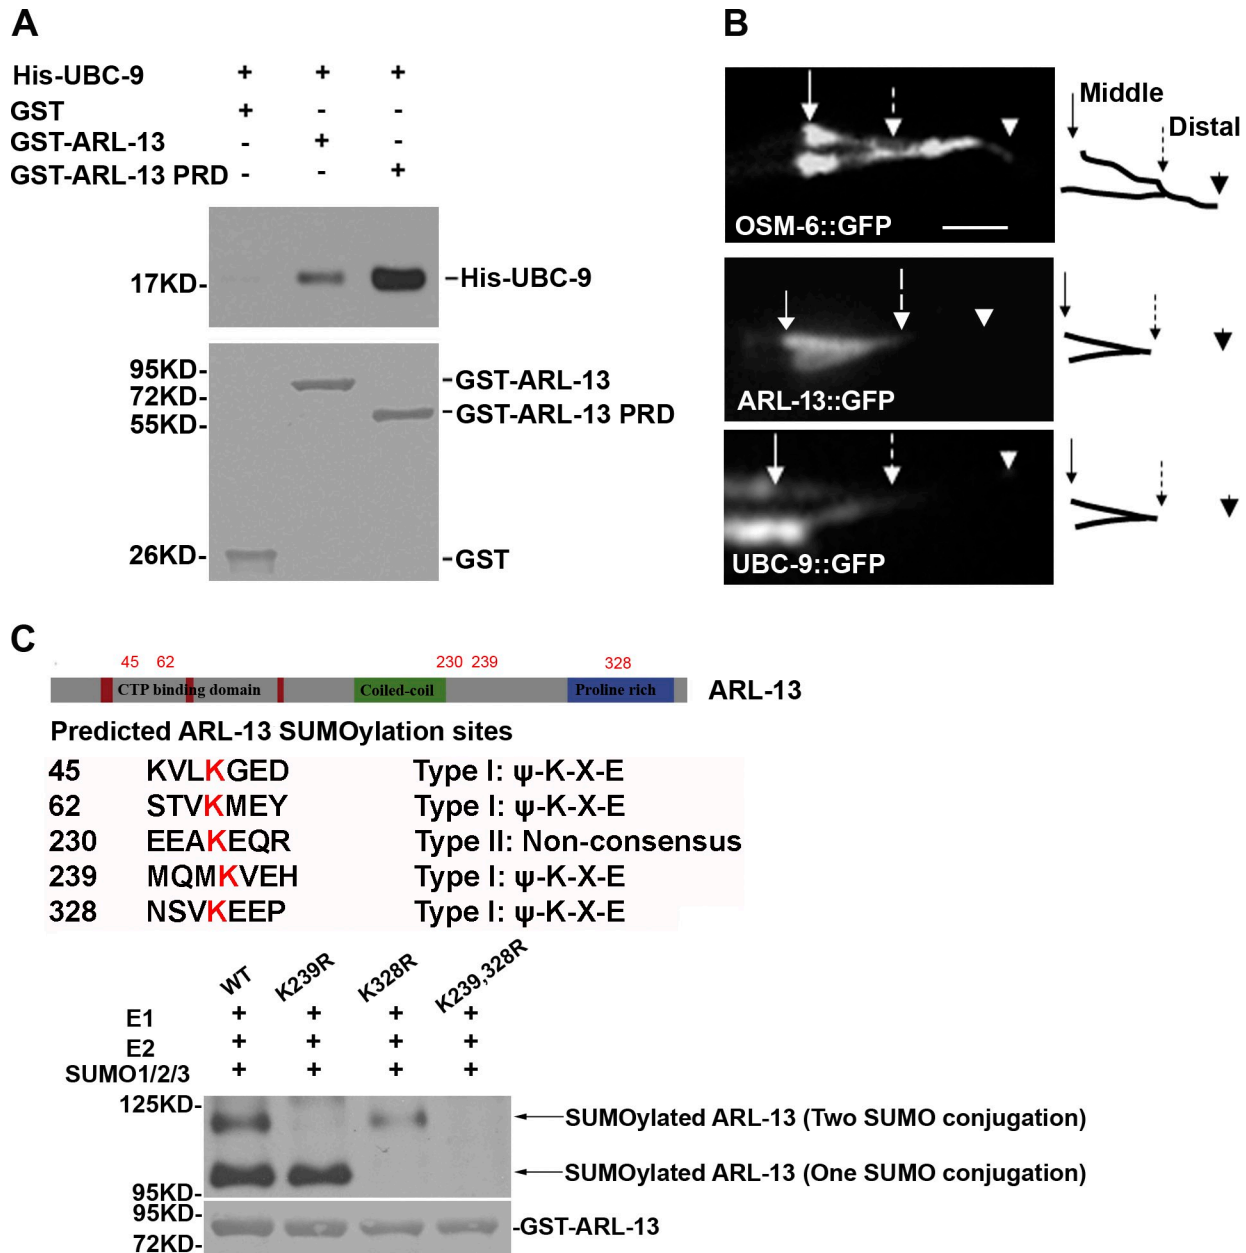 A
His-UBC-9 + + +
GST + - -
GST-ARL-13 - + -
GST-ARL-13 PRD - - +
17KD-
-His-UBC-9
95KD-
72KD-
55KD-
26KD-
-GST-ARL-13
-GST-ARL-13 PRD
-GST
B
OSM-6::GFP
Middle
Distal
ARL-13::GFP
UBC-9::GFP
C
45 62 230 239 328
CTP binding domain Coiled-coil Proline rich ARL-13
Predicted ARL-13 SUMOylation sites
45 KVLKGED Type I: ψ-K-X-E
62 STVKMEY Type I: ψ-K-X-E
230 EEAKEQR Type II: Non-consensus
239 MQMKVEH Type I: ψ-K-X-E
328 NSVKEEP Type I: ψ-K-X-E
WT K239R K328R K239,328R
E1 + + + +
E2 + + + +
SUMO1/2/3 + + + +
125KD-
SUMOylated ARL-13 (Two SUMO conjugation)
SUMOylated ARL-13 (One SUMO conjugation)
95KD-
95KD-
-GST-ARL-13
72KD-